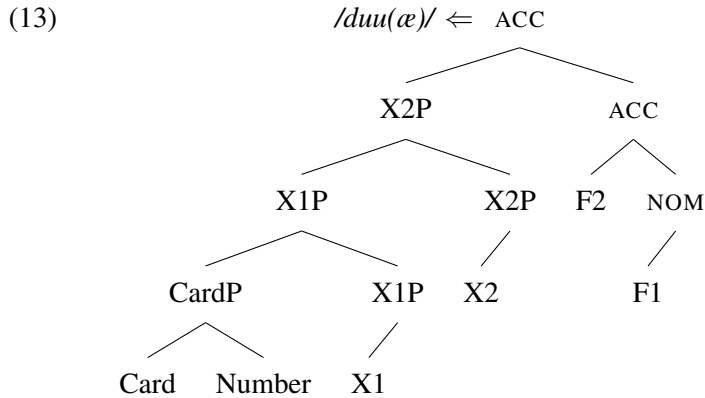 (13) /duu(æ)/ ⇐ ACC
X2P ACC
X1P X2P F2 NOM
CardP X1P X2 F1
Card Number X1